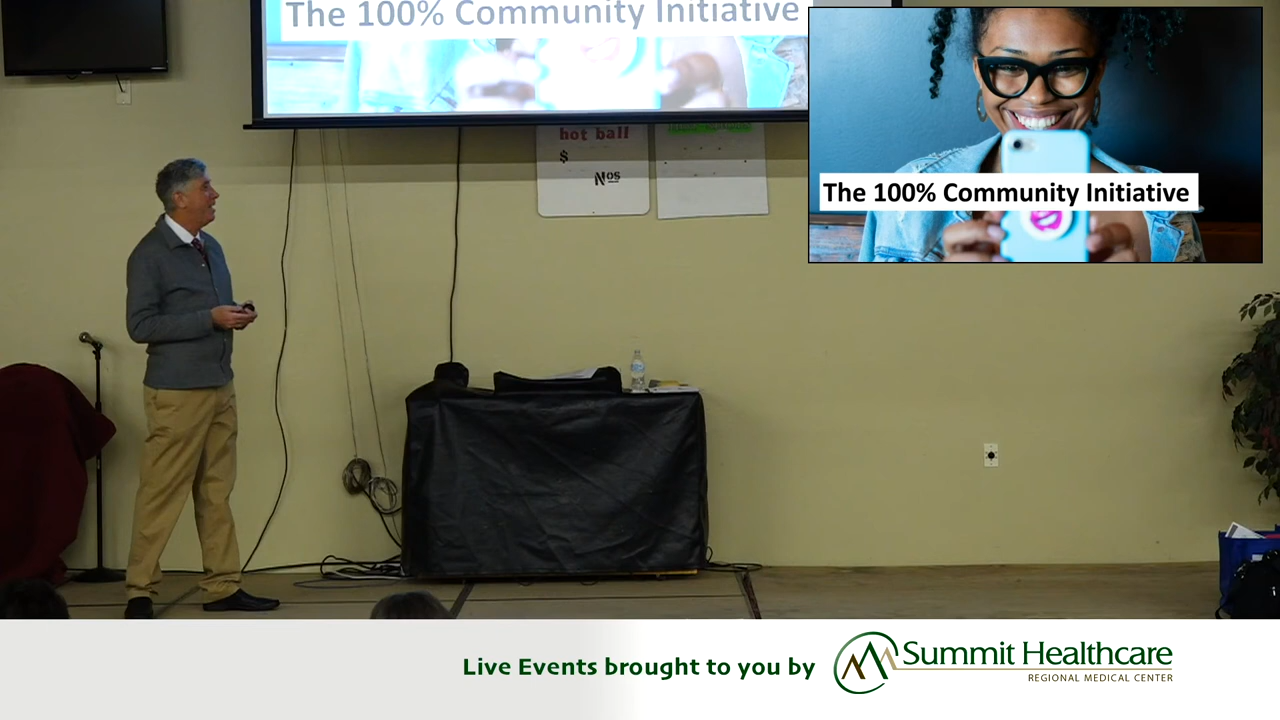 The 100% Community Initiative
The 100% Community Initiative
hot ball
$
Nos
Live Events brought to you by
Summit Healthcare
REGIONAL MEDICAL CENTER